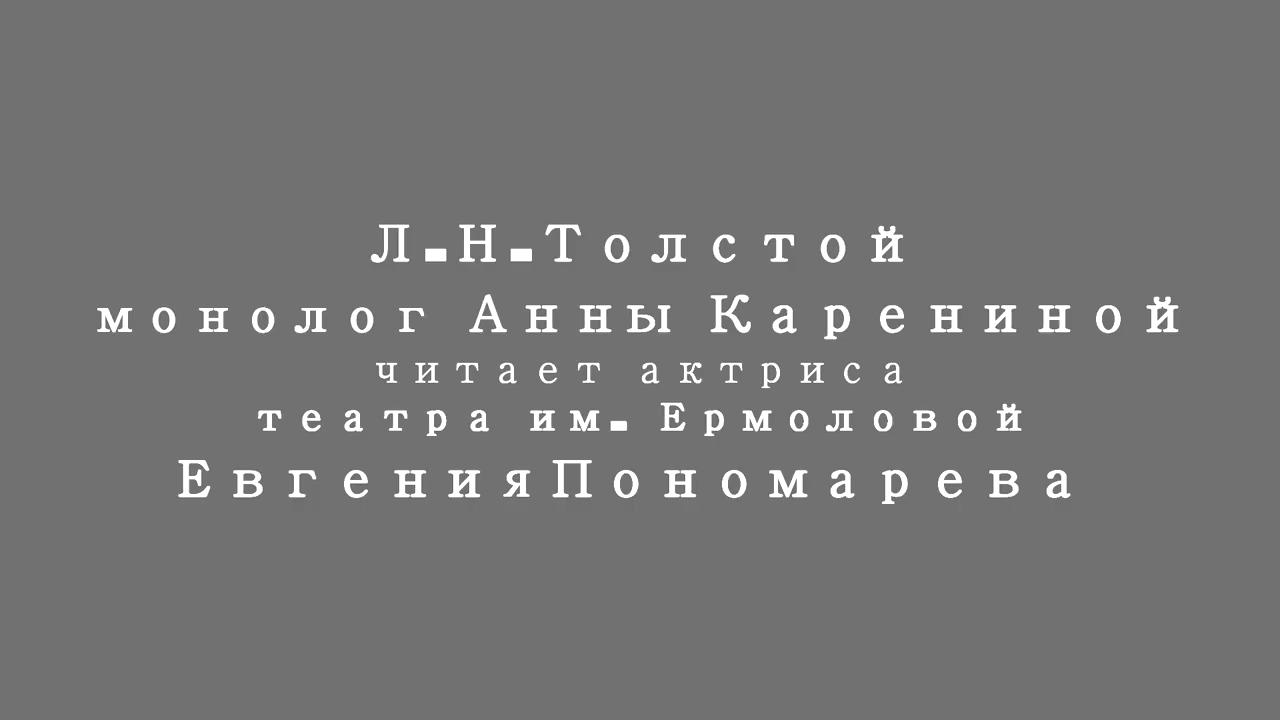 Л.Н.Толстой
монолог Анны Карениной
читает актриса
театра им. Ермоловой
ЕвгенияПономарева